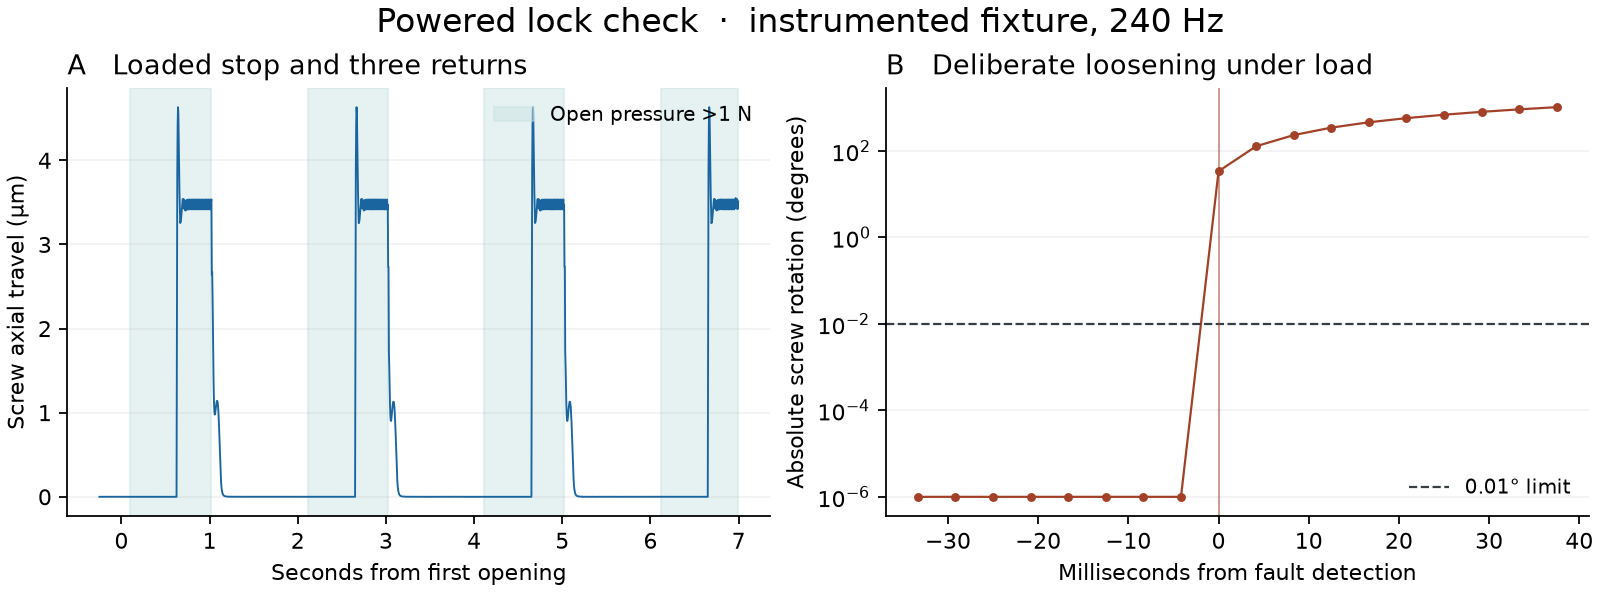 Powered lock check · instrumented fixture, 240 Hz
A Loaded stop and three returns
Open pressure >1 N
Screw axial travel (µm)
4
3
2
1
0
0 1 2 3 4 5 6 7
Seconds from first opening
B Deliberate loosening under load
Absolute screw rotation (degrees)
10²
10⁰
10⁻²
10⁻⁴
10⁻⁶
0.01° limit
−30 −20 −10 0 10 20 30 40
Milliseconds from fault detection